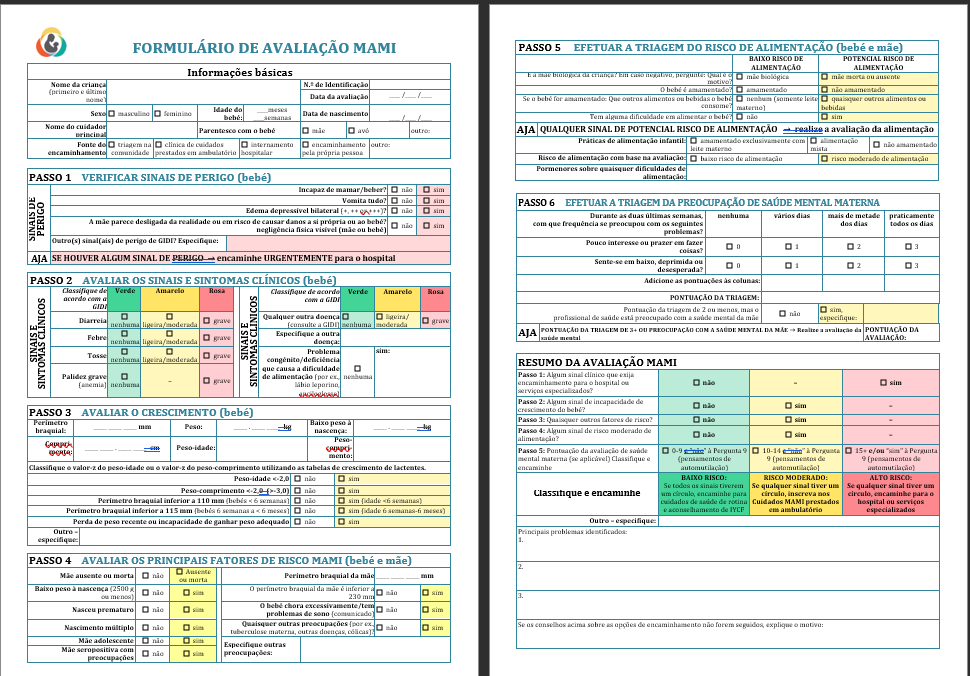 FORMULÁRIO DE AVALIAÇÃO MAMI
Informações básicas
Nome da criança (primeiro e último nome?)
N.º de Identificação
Data da avaliação ___ /___ /___
Sexo masculino feminino
Idade do bebé: ____meses ____semanas
Data de nascimento ___ /___ /___
Nome do cuidador principal
Parentesco com o bebé mãe avó outro:
Fonte do encaminhamento triagem na comunidade clínica de cuidados prestados em ambulatório internamento hospitalar encaminhamento pela própria pessoa outro:
PASSO 1 VERIFICAR SINAIS DE PERIGO (bebé)
SINAIS DE PERIGO
Incapaz de mamar/beber? não sim
Vomita tudo? não sim
Edema depressível bilateral (+, ++ +++)? não sim
A mãe parece desligada da realidade ou em risco de causar danos a si própria ou ao bebé? negligência física visível (mãe ou bebé) não sim
Outro(s) sinal(ais) de perigo de GIDI? Especifique:
AJA SE HOUVER ALGUM SINAL DE PERIGO → encaminhe URGENTEMENTE para o hospital
PASSO 2 AVALIAR OS SINAIS E SINTOMAS CLÍNICOS (bebé)
SINAIS E SINTOMAS CLÍNICOS
Classifique de acordo com a GIDI Verde Amarelo Rosa
Diarreia nenhuma ligeira/moderada grave
Febre nenhuma ligeira/moderada grave
Tosse nenhuma ligeira/moderada grave
Palidez grave (anemia) nenhuma – grave
SINAIS E SINTOMAS CLÍNICOS
Classifique de acordo com a GIDI Verde Amarelo Rosa
Qualquer outra doença (consulte a GIDI) nenhuma ligeira/ moderada grave
Especifique a outra doença:
Problema congénito/deficiência que causa a dificuldade de alimentação (por ex., lábio leporino, nenhuma sim:
PASSO 3 AVALIAR O CRESCIMENTO (bebé)
Perímetro braquial: mm Peso: kg Baixo peso à nascença: kg
Compri-mento: cm Peso-idade: Peso-compri-mento:
Classifique o valor-z do peso-idade ou o valor-z do peso-comprimento utilizando as tabelas de crescimento de lactentes.
Peso-idade <-2,0 não sim
Peso-comprimento <-2,0 (>-3,0) não sim
Perímetro braquial inferior a 110 mm (bebés < 6 semanas) não sim (idade <6 semanas)
Perímetro braquial inferior a 115 mm (bebés 6 semanas a < 6 meses) não sim (idade 6 semanas-6 meses)
Perda de peso recente ou incapacidade de ganhar peso adequado não sim
Outro – especifique:
PASSO 4 AVALIAR OS PRINCIPAIS FATORES DE RISCO MAMI (bebé e mãe)
Mãe ausente ou morta não Ausente ou morta
Baixo peso à nascença (2500 g ou menos) não sim
Nasceu prematuro não sim
Nascimento múltiplo não sim
Mãe adolescente não sim
Mãe seropositiva com preocupações não sim
Perímetro braquial da mãe mm
O perímetro braquial da mãe é inferior a 230 mm não sim
O bebé chora excessivamente/tem problemas de sono (comunicado) não sim
Quaisquer outras preocupações (por ex., tuberculose materna, outras doenças, cólicas)? não sim
Especifique outras preocupações:
PASSO 5 EFETUAR A TRIAGEM DO RISCO DE ALIMENTAÇÃO (bebé e mãe)
BAIXO RISCO DE ALIMENTAÇÃO
POTENCIAL RISCO DE ALIMENTAÇÃO
É a mãe biológica da criança? Em caso negativo, pergunte: Qual é o motivo? mãe biológica mãe morta ou ausente
O bebé é amamentado? amamentado não amamentado
Se o bebé for amamentado: Que outros alimentos ou bebidas o bebé consome? nenhum (somente leite materno) quaisquer outros alimentos ou bebidas
Tem alguma dificuldade em alimentar o bebé? não sim
AJA QUALQUER SINAL DE POTENCIAL RISCO DE ALIMENTAÇÃO → realize a avaliação da alimentação
Práticas de alimentação infantil: amamentado exclusivamente com leite materno alimentação mista não amamentado
Risco de alimentação com base na avaliação: baixo risco de alimentação risco moderado de alimentação
Pormenores sobre quaisquer dificuldades de alimentação:
PASSO 6 EFETUAR A TRIAGEM DA PREOCUPAÇÃO DE SAÚDE MENTAL MATERNA
Durante as duas últimas semanas, com que frequência se preocupou com os seguintes problemas? nenhuma vários dias mais de metade dos dias praticamente todos os dias
Pouco interesse ou prazer em fazer coisas? 0 1 2 3
Sente-se em baixo, deprimida ou desesperada? 0 1 2 3
Adicione as pontuações às colunas:
PONTUAÇÃO DA TRIAGEM:
Pontuação da triagem de 2 ou menos, mas o profissional de saúde está preocupado com a saúde mental da mãe não sim, especifique:
AJA PONTUAÇÃO DA TRIAGEM DE 3+ OU PREOCUPAÇÃO COM A SAÚDE MENTAL DA MÃE → Realize a avaliação da saúde mental
PONTUAÇÃO DA AVALIAÇÃO:
RESUMO DA AVALIAÇÃO MAMI
Passo 1: Algum sinal clínico que exija encaminhamento para o hospital ou serviços especializados? não – sim
Passo 2: Algum sinal de incapacidade de crescimento do bebé? não sim –
Passo 3: Quaisquer outros fatores de risco? não sim –
Passo 4: Algum sinal de risco moderado de alimentação? não sim –
Passo 5: Pontuação da avaliação de saúde mental materna (se aplicável) Classifique e encaminhe 0-9 e "não" à Pergunta 9 (pensamentos de automutilação) 10-14 e "não" à Pergunta 9 (pensamentos de automutilação) 15+ e/ou "sim" à Pergunta 9 (pensamentos de automutilação)
Classifique e encaminhe
BAIXO RISCO: Se todos os sinais tiverem um círculo, encaminhe para cuidados de saúde de rotina e aconselhamento de IYCF
RISCO MODERADO: Se qualquer sinal tiver um círculo, inscreva nos Cuidados MAMI prestados em ambulatório
ALTO RISCO: Se qualquer sinal tiver um círculo, encaminhe para o hospital ou serviços especializados
Outro – especifique:
Principais problemas identificados:
1.
2.
3.
Se os conselhos acima sobre as opções de encaminhamento não forem seguidos, explique o motivo: